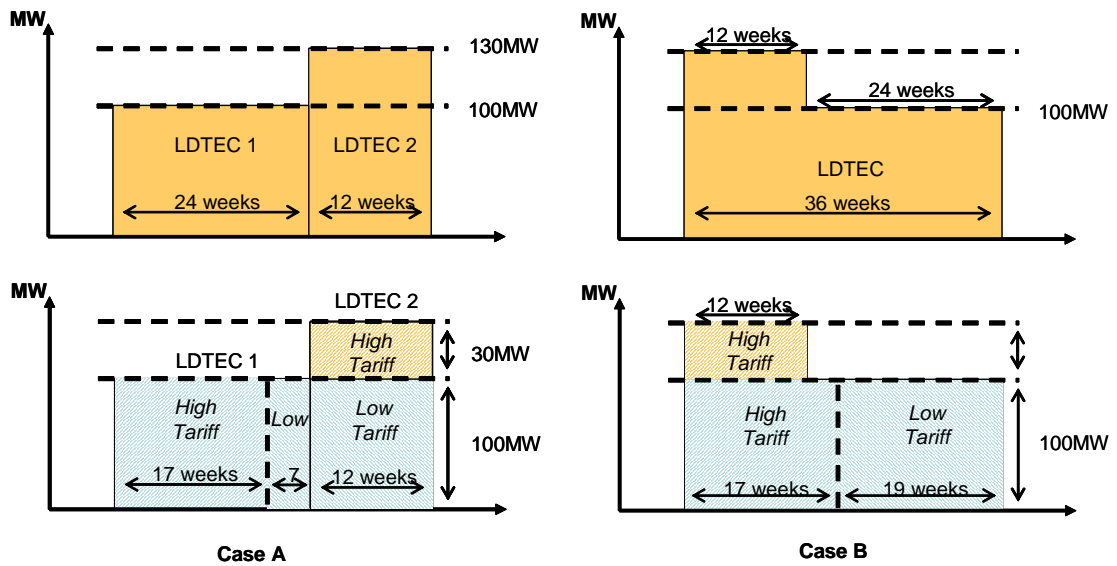 MW
130MW
100MW
LDTEC 1
LDTEC 2
24 weeks
12 weeks
MW
12 weeks
24 weeks
100MW
LDTEC
36 weeks
MW
LDTEC 2
High
Tariff
30MW
LDTEC 1
High
Tariff
Low
Low
Tariff
100MW
17 weeks
7
12 weeks
Case A
MW
12 weeks
High
Tariff
High
Tariff
Low
Tariff
100MW
17 weeks
19 weeks
Case B